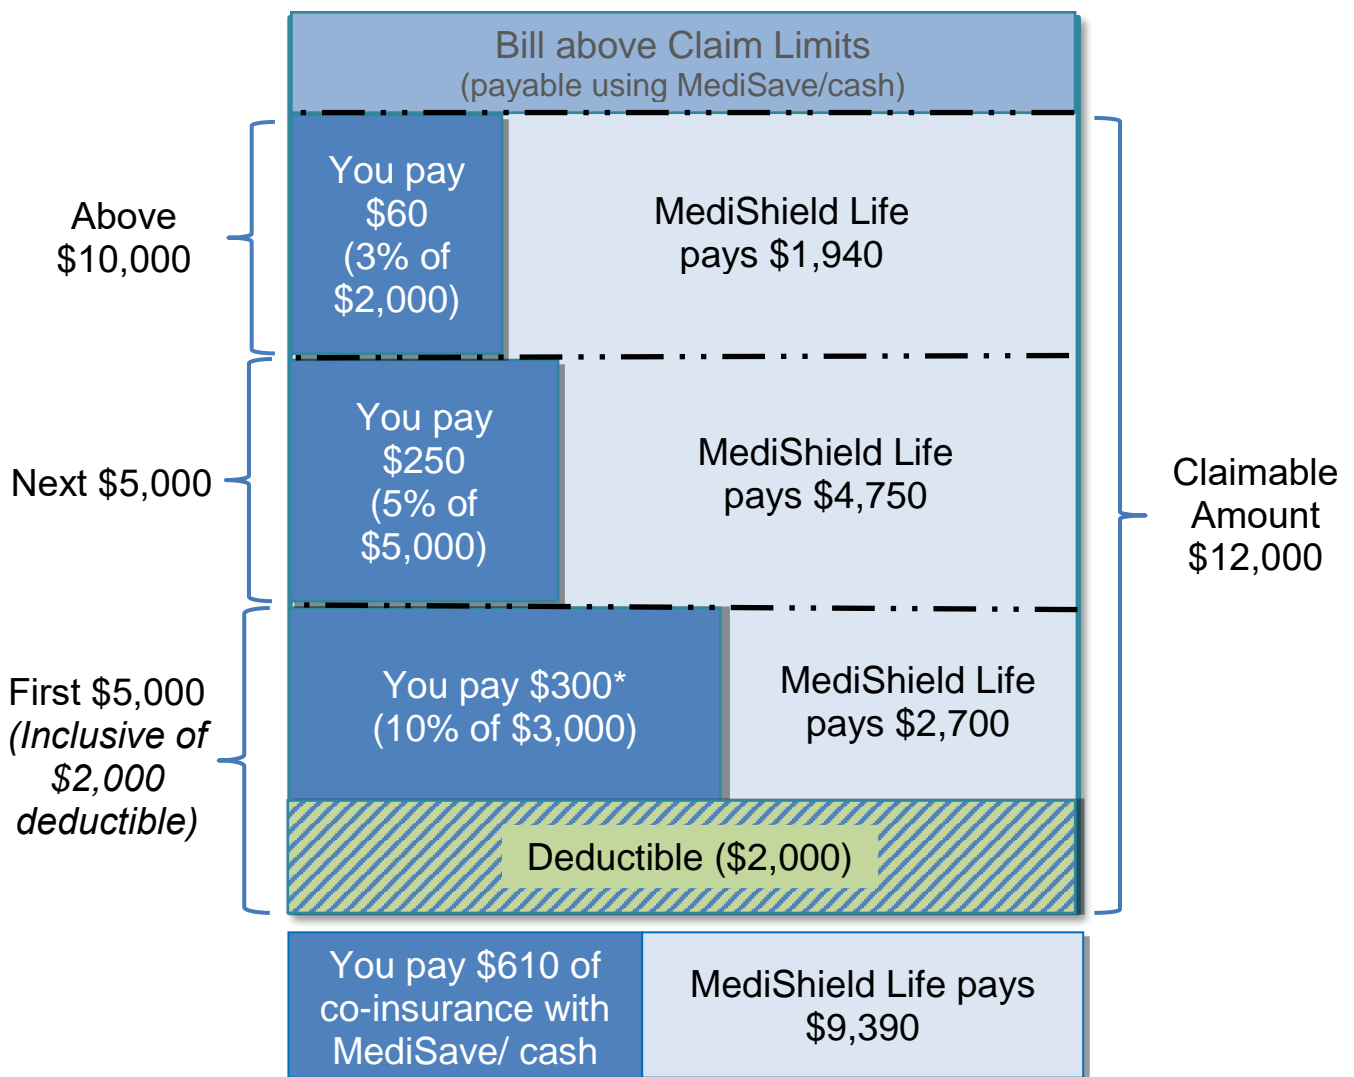 Bill above Claim Limits
(payable using MediSave/cash)
Above
$10,000
You pay
$60
(3% of
$2,000)
MediShield Life
pays $1,940
Next $5,000
You pay
$250
(5% of
$5,000)
MediShield Life
pays $4,750
Claimable
Amount
$12,000
First $5,000
(Inclusive of
$2,000
deductible)
You pay $300*
(10% of $3,000)
MediShield Life
pays $2,700
Deductible ($2,000)
You pay $610 of
co-insurance with
MediSave/ cash
MediShield Life pays
$9,390